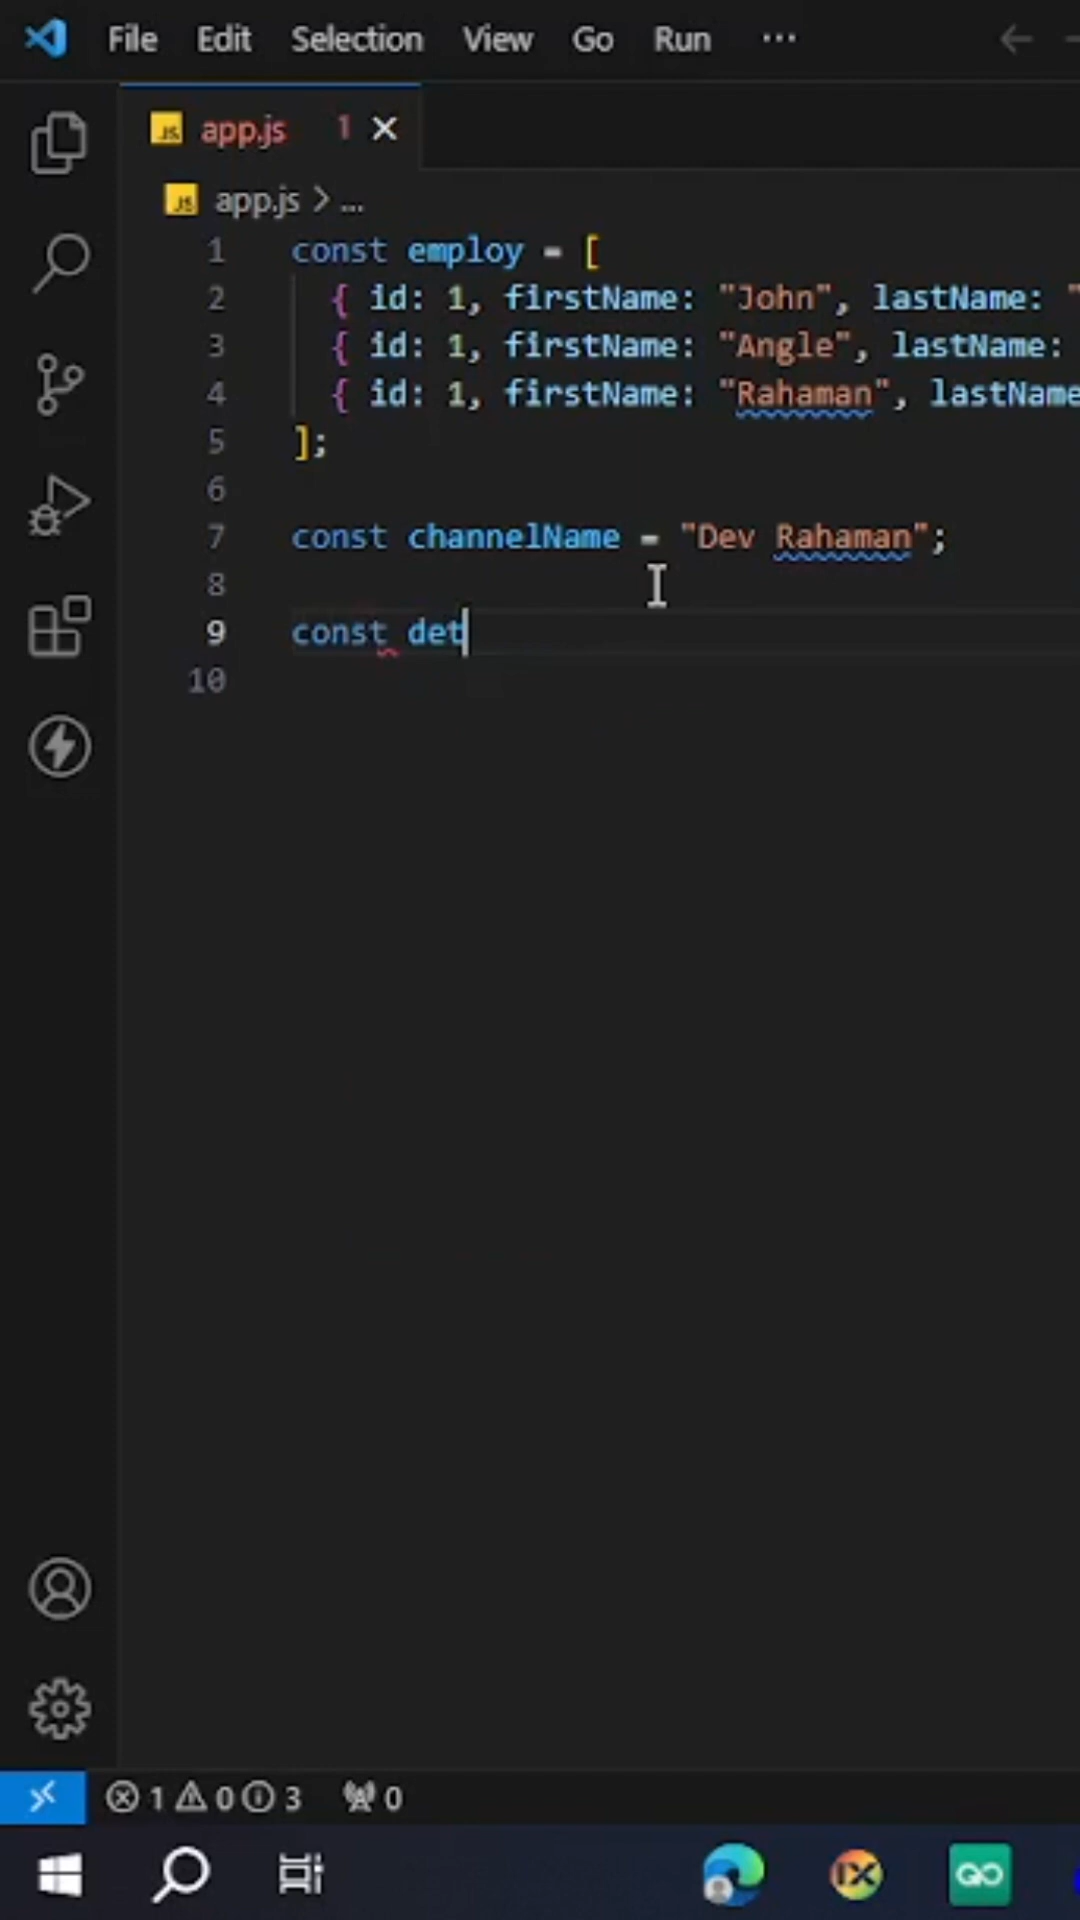 File Edit Selection View Go Run ...
JS app.js 1
JS app.js > ...
1 const employ = [
2 { id: 1, firstName: "John", lastName: "
3 { id: 1, firstName: "Angle", lastName:
4 { id: 1, firstName: "Rahaman", lastName
5 ];
6
7 const channelName = "Dev Rahaman";
8
9 const det
10
1 0 3 0